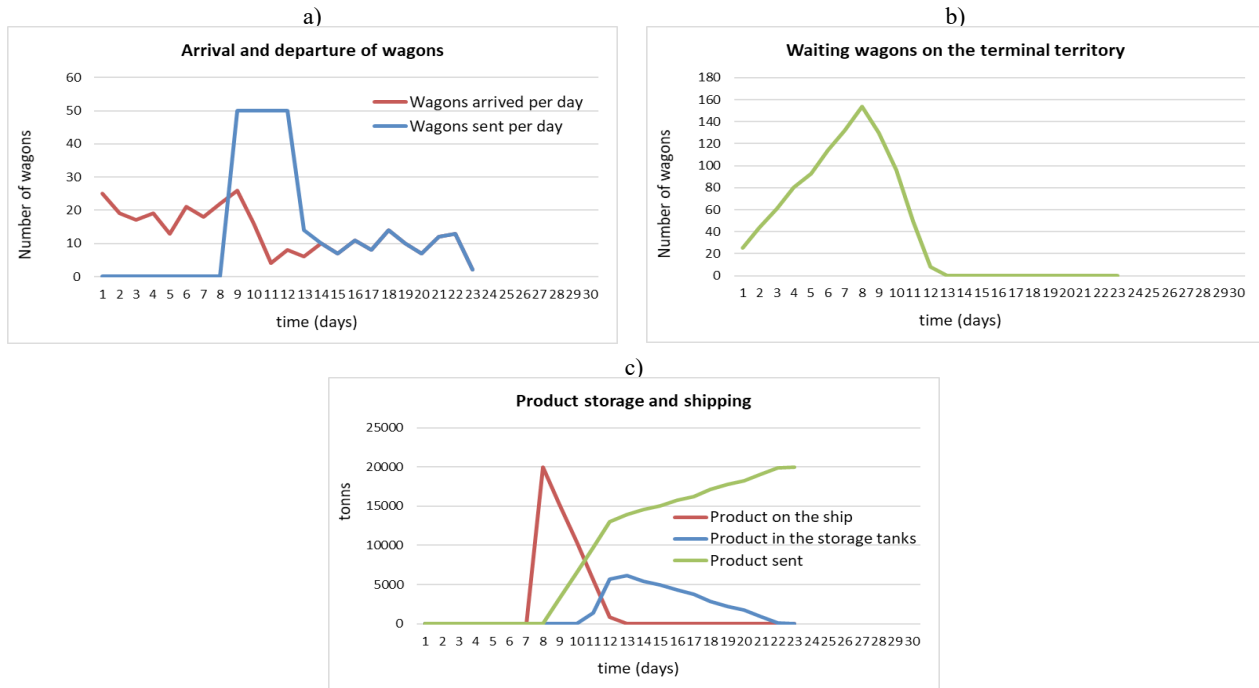 a)
Arrival and departure of wagons
60
50
40
30
20
10
0
Number of wagons
Wagons arrived per day
Wagons sent per day
1 2 3 4 5 6 7 8 9 10 11 12 13 14 15 16 17 18 19 20 21 22 23 24 25 26 27 28 29 30
time (days)
b)
Waiting wagons on the terminal territory
180
160
140
120
100
80
60
40
20
0
Number of wagons
1 2 3 4 5 6 7 8 9 10 11 12 13 14 15 16 17 18 19 20 21 22 23 24 25 26 27 28 29 30
time (days)
c)
Product storage and shipping
25000
20000
15000
10000
5000
0
tonns
Product on the ship
Product in the storage tanks
Product sent
1 2 3 4 5 6 7 8 9 10 11 12 13 14 15 16 17 18 19 20 21 22 23 24 25 26 27 28 29 30
time (days)